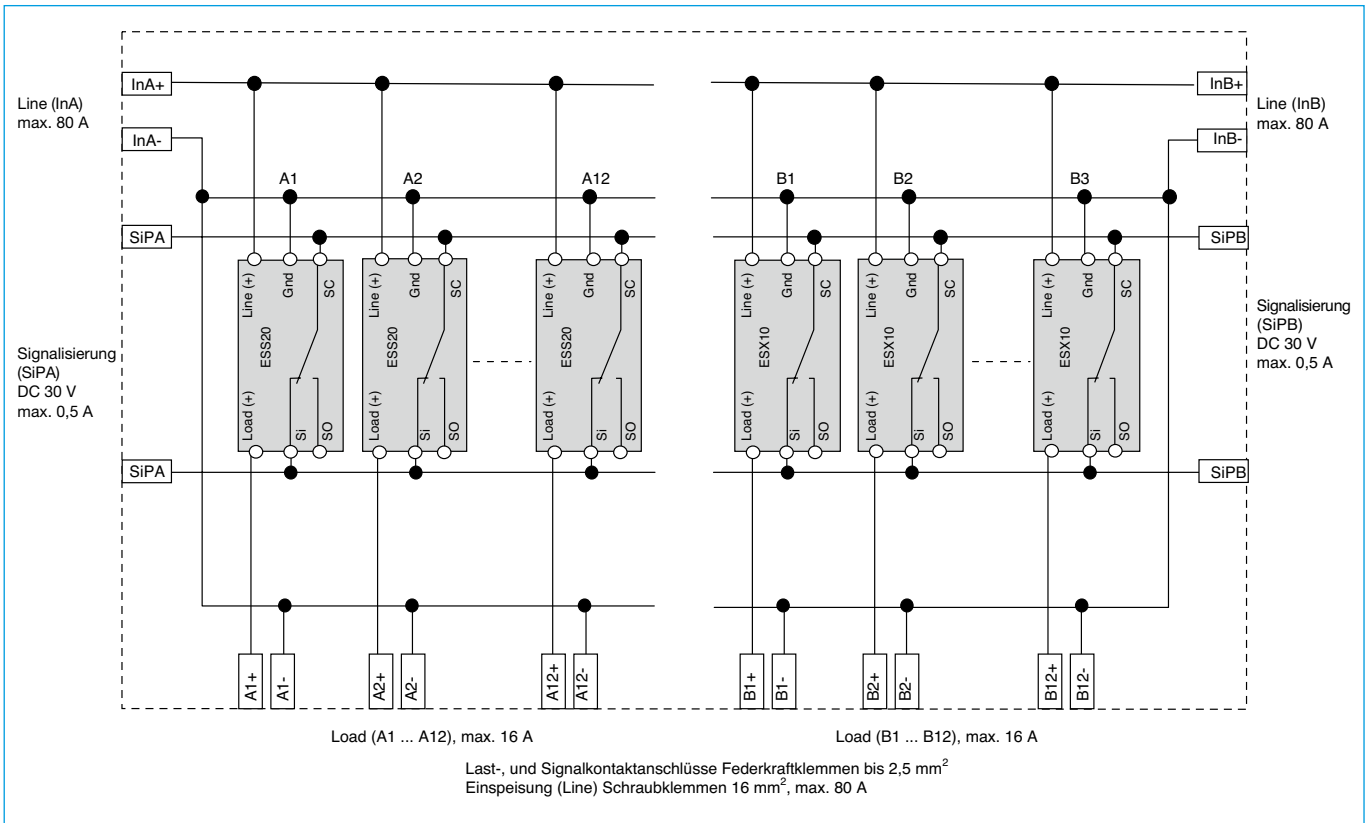 InA+
InB+
Line (InA)
max. 80 A
Line (InB)
max. 80 A
InA-
InB-
A1
A2
A12
B1
B2
B3
SiPA
SiPB
Line (+)
Gnd
SC
ESS20
Load (+)
Si
SO
Line (+)
Gnd
SC
ESS20
Load (+)
Si
SO
Line (+)
Gnd
SC
ESS20
Load (+)
Si
SO
Line (+)
Gnd
SC
ESX10
Load (+)
Si
SO
Line (+)
Gnd
SC
ESX10
Load (+)
Si
SO
Line (+)
Gnd
SC
ESX10
Load (+)
Si
SO
Signalisierung
(SiPA)
DC 30 V
max. 0,5 A
Signalisierung
(SiPB)
DC 30 V
max. 0,5 A
SiPA
SiPB
A1+
A1-
A2+
A2-
A12+
A12-
B1+
B1-
B2+
B2-
B12+
B12-
Load (A1 ... A12), max. 16 A
Load (B1 ... B12), max. 16 A
Last-, und Signalkontaktanschlüsse Federkraftklemmen bis 2,5 mm²
Einspeisung (Line) Schraubklemmen 16 mm², max. 80 A